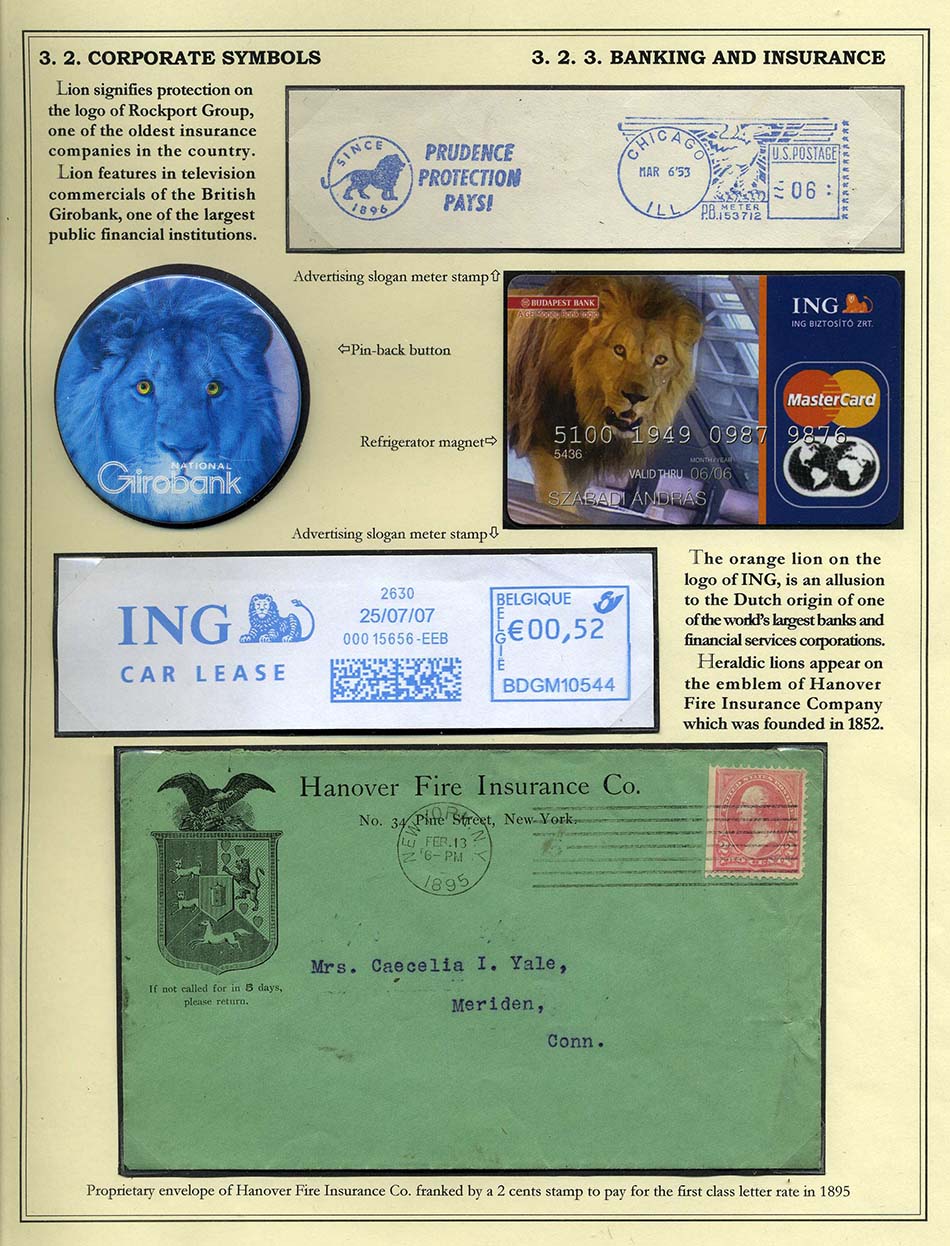 3. 2. CORPORATE SYMBOLS
3. 2. 3. BANKING AND INSURANCE
Lion signifies protection on
the logo of Rockport Group,
one of the oldest insurance
companies in the country.
Lion features in television
commercials of the British
Girobank, one of the largest
public financial institutions.
SINCE
1896
PRUDENCE
PROTECTION
PAYS!
CHICAGO
MAR 6'53
ILL
U.S. POSTAGE
06
METER
P.B. 153712
Advertising slogan meter stamp⇧
⇦Pin-back button
Refrigerator magnet⇨
Advertising slogan meter stamp⇩
NATIONAL
Girobank
BUDAPEST BANK
A GE Money Bank tagja
ING
ING BIZTOSÍTÓ ZRT.
MasterCard
5100 1949 0987 9876
5436
MONTH/YEAR
VALID THRU 06/06
SZABADI ANDRÁS
ING
CAR LEASE
2630
25/07/07
000 15656 -EEB
BELGIQUE
BELGIË
€00,52
BDGM10544
The orange lion on the
logo of ING, is an allusion
to the Dutch origin of one
of the world's largest banks and
financial services corporations.
Heraldic lions appear on
the emblem of Hanover
Fire Insurance Company
which was founded in 1852.
Hanover Fire Insurance Co.
No. 34 Pine Street, New-York.
NEW YORK, N.Y.
FEB. 13
6-PM
1895
UNITED STATES
2
Mrs. Caecelia I. Yale,
Meriden,
Conn.
If not called for in 5 days,
please return.
Proprietary envelope of Hanover Fire Insurance Co. franked by a 2 cents stamp to pay for the first class letter rate in 1895